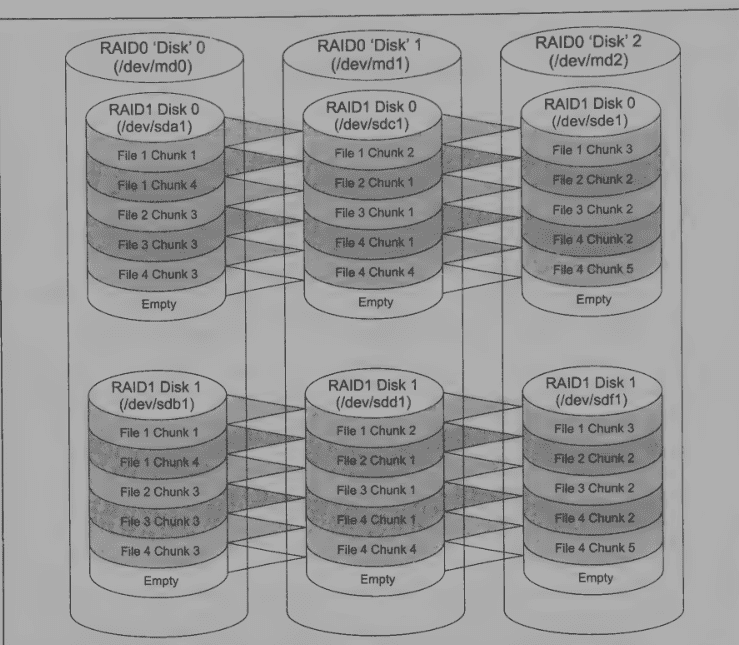 RAID0 'Disk' 0
(/dev/md0)
RAID0 'Disk' 1
(/dev/md1)
RAID0 'Disk' 2
(/dev/md2)
RAID1 Disk 0
(/dev/sda1)
File 1 Chunk 1
File 1 Chunk 4
File 2 Chunk 3
File 3 Chunk 3
File 4 Chunk 3
Empty
RAID1 Disk 0
(/dev/sdc1)
File 1 Chunk 2
File 2 Chunk 1
File 3 Chunk 1
File 4 Chunk 1
File 4 Chunk 4
Empty
RAID1 Disk 0
(/dev/sde1)
File 1 Chunk 3
File 2 Chunk 2
File 3 Chunk 2
File 4 Chunk 2
File 4 Chunk 5
Empty
RAID1 Disk 1
(/dev/sdb1)
File 1 Chunk 1
File 1 Chunk 4
File 2 Chunk 3
File 3 Chunk 3
File 4 Chunk 3
Empty
RAID1 Disk 1
(/dev/sdd1)
File 1 Chunk 2
File 2 Chunk 1
File 3 Chunk 1
File 4 Chunk 1
File 4 Chunk 4
Empty
RAID1 Disk 1
(/dev/sdf1)
File 1 Chunk 3
File 2 Chunk 2
File 3 Chunk 2
File 4 Chunk 2
File 4 Chunk 5
Empty